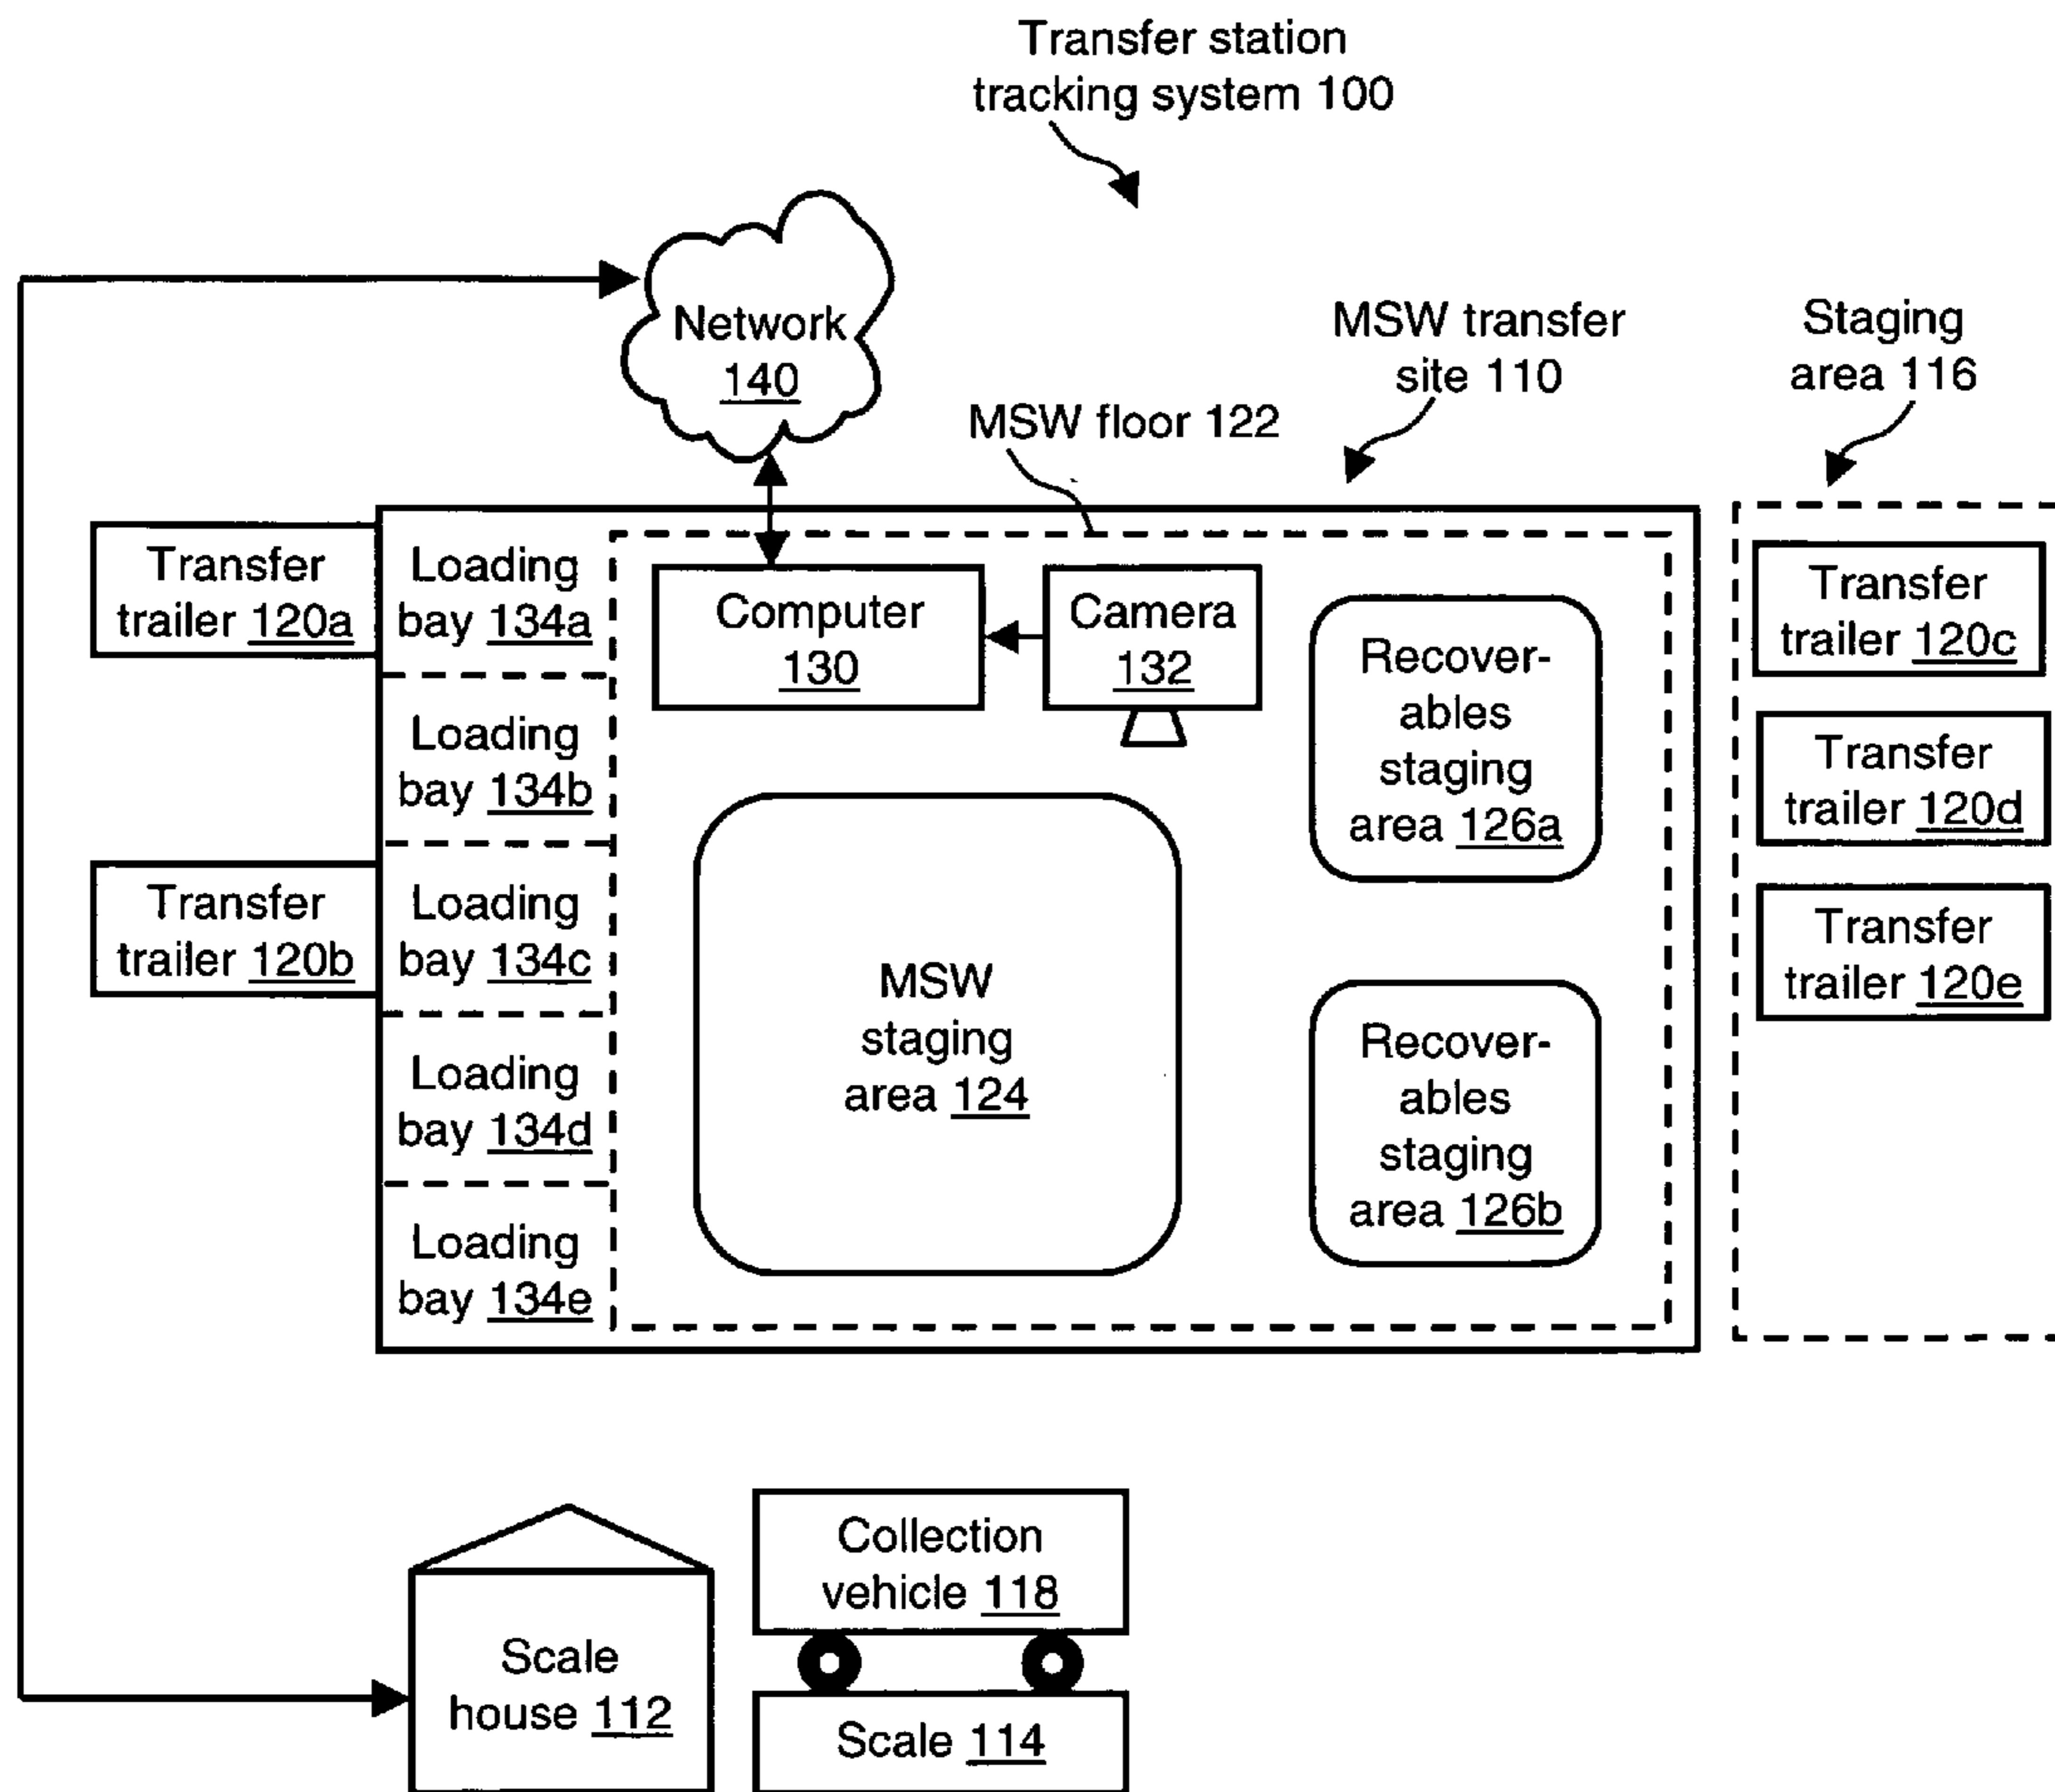 Transfer station
tracking system 100
Network
140
MSW transfer
site 110
Staging
area 116
MSW floor 122
Transfer
trailer 120a
Loading
bay 134a
Computer
130
Camera
132
Recover-
ables
staging
area 126a
Transfer
trailer 120c
Loading
bay 134b
Transfer
trailer 120d
Transfer
trailer 120b
Loading
bay 134c
MSW
staging
area 124
Transfer
trailer 120e
Recover-
ables
staging
area 126b
Loading
bay 134d
Loading
bay 134e
Collection
vehicle 118
Scale
house 112
Scale 114